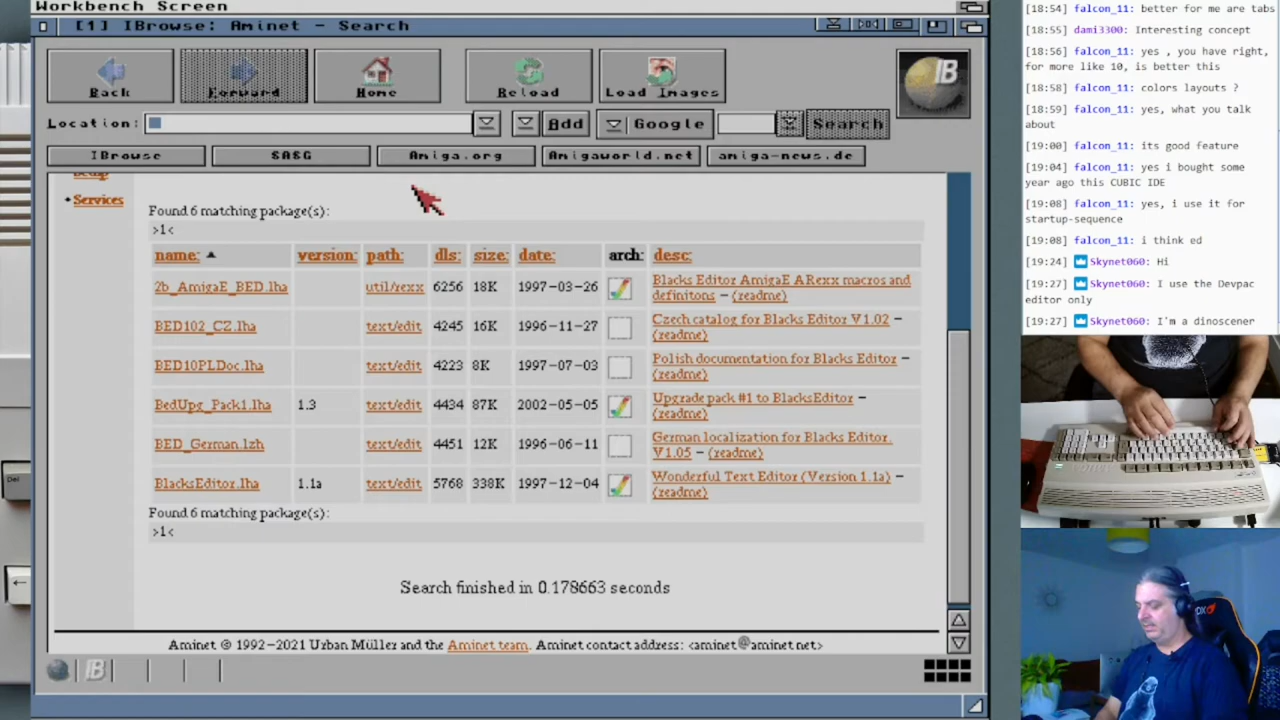 Workbench Screen
[1] IBrowse: Aminet - Search
Back
Forward
Home
Reload
Load Images
IB
Location:
Add
Google
Search
IBrowse
SASG
Amiga.org
Amigaworld.net
amiga-news.de
Setup
• Services
Found 6 matching package(s):
>1<
name: version: path: dls: size: date: arch: desc:
2b_AmigaE_BED.lha util/rexx 6256 18K 1997-03-26 Blacks Editor AmigaE ARexx macros and
definitons - (readme)
BED102_CZ.lha text/edit 4245 16K 1996-11-27 Czech catalog for Blacks Editor V1.02 -
(readme)
BED10PLDoc.lha text/edit 4223 8K 1997-07-03 Polish documentation for Blacks Editor -
(readme)
BedUpg_Pack1.lha 1.3 text/edit 4434 87K 2002-05-05 Upgrade pack #1 to BlacksEditor -
(readme)
BED_German.lzh text/edit 4451 12K 1996-06-11 German localization for Blacks Editor.
V1.05 - (readme)
BlacksEditor.lha 1.1a text/edit 5768 338K 1997-12-04 Wonderful Text Editor (Version 1.1a) -
(readme)
Found 6 matching package(s):
>1<
Search finished in 0.178663 seconds
Aminet © 1992-2021 Urban Müller and the Aminet team. Aminet contact address: <aminet@aminet net>
IB
Del
[18:54] falcon_11: better for me are tabs
[18:55] dami3300: Interesting concept
[18:56] falcon_11: yes , you have right,
for more like 10, is better this
[18:58] falcon_11: colors layouts ?
[18:59] falcon_11: yes, what you talk
about
[19:00] falcon_11: its good feature
[19:04] falcon_11: yes i bought some
year ago this CUBIC IDE
[19:08] falcon_11: yes, i use it for
startup-sequence
[19:08] falcon_11: i think ed
[19:24] Skynet060: Hi
[19:27] Skynet060: I use the Devpac
editor only
[19:27] Skynet060: I'm a dinoscener